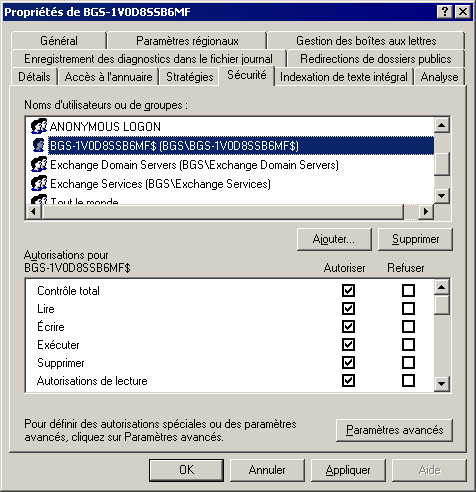 Propriétés de BGS-1V0D8SSB6MF
Général Paramètres régionaux Gestion des boîtes aux lettres
Enregistrement des diagnostics dans le fichier journal Redirections de dossiers publics
Détails Accès à l'annuaire Stratégies Sécurité Indexation de texte intégral Analyse
Noms d'utilisateurs ou de groupes :
ANONYMOUS LOGON
BGS-1V0D8SSB6MF$ (BGS\BGS-1V0D8SSB6MF$)
Exchange Domain Servers (BGS\Exchange Domain Servers)
Exchange Services (BGS\Exchange Services)
Tout le monde
Ajouter... Supprimer
Autorisations pour
BGS-1V0D8SSB6MF$ Autoriser Refuser
Contrôle total
Lire
Écrire
Exécuter
Supprimer
Autorisations de lecture
Pour définir des autorisations spéciales ou des paramètres
avancés, cliquez sur Paramètres avancés. Paramètres avancés
OK Annuler Appliquer Aide